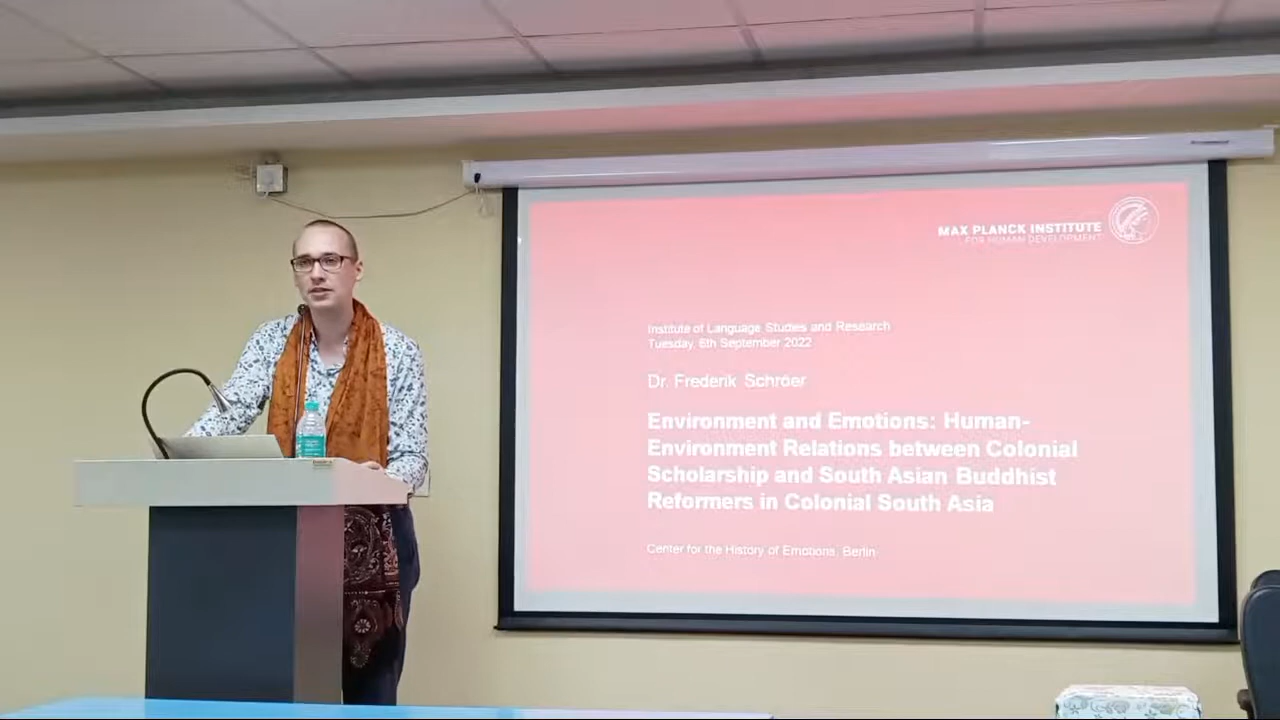 MAX PLANCK INSTITUTE
FOR HUMAN DEVELOPMENT
Institute of Language Studies and Research
Tuesday, 6th September 2022
Dr. Frederik Schröer
Environment and Emotions: Human-
Environment Relations between Colonial
Scholarship and South Asian Buddhist
Reformers in Colonial South Asia
Center for the History of Emotions, Berlin